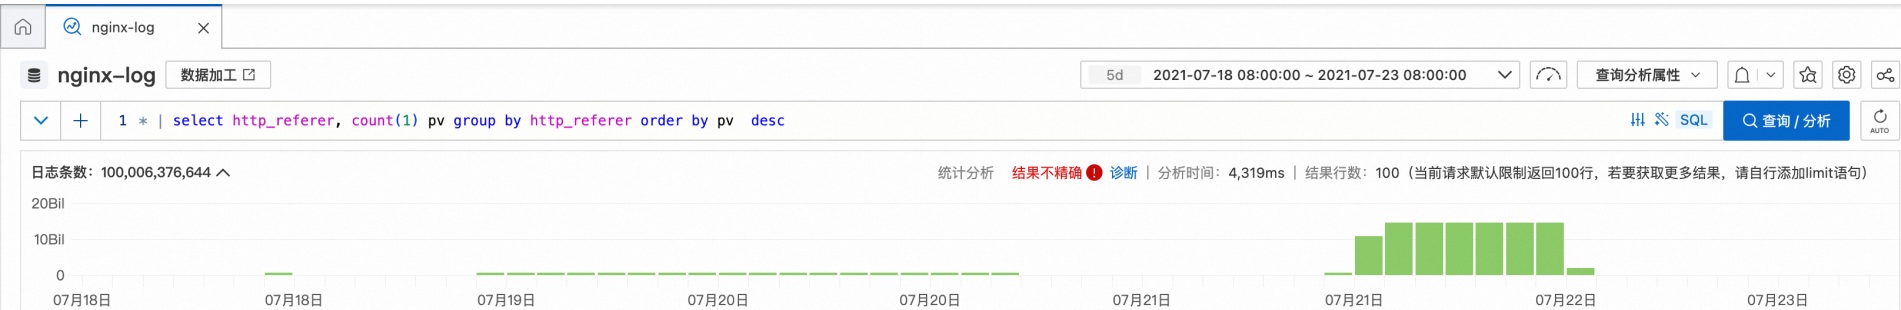 nginx-log
nginx-log 数据加工 5d 2021-07-18 08:00:00 ~ 2021-07-23 08:00:00 查询分析属性
1 * | select http_referer, count(1) pv group by http_referer order by pv  desc SQL 查询 / 分析 AUTO
日志条数：100,006,376,644 统计分析 结果不精确 诊断 | 分析时间：4,319ms | 结果行数：100（当前请求默认限制返回100行，若要获取更多结果，请自行添加limit语句）
20Bil
10Bil
0
07月18日 07月18日 07月19日 07月20日 07月20日 07月21日 07月21日 07月22日 07月23日